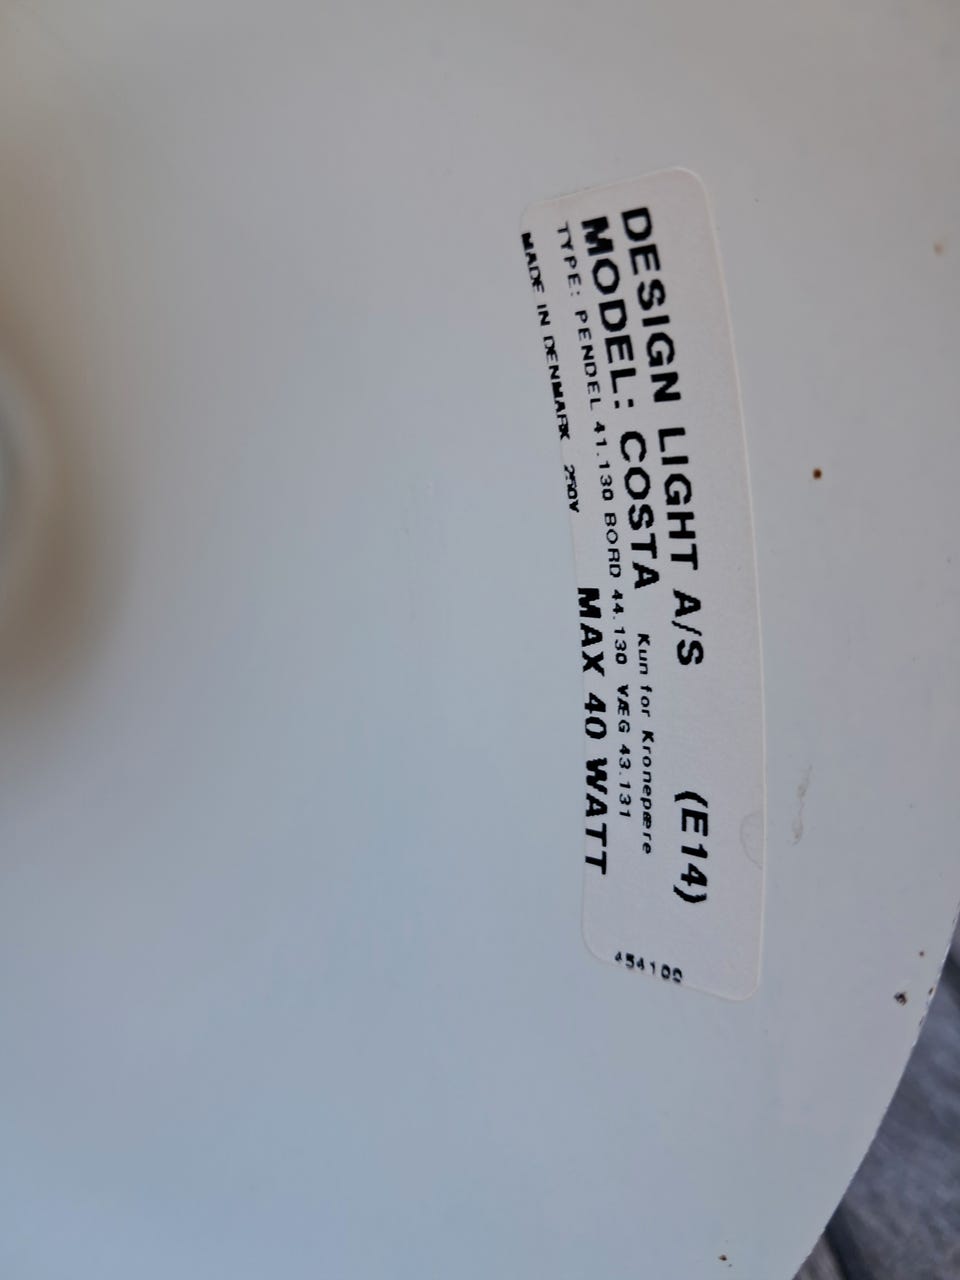 DESIGN LIGHT A/S (E14)
MODEL: COSTA Kun for Kronepære
TYPE: PENDEL 41.130 BORD 44.130 VÆG 43.131
MADE IN DENMARK 250V MAX 40 WATT
454100